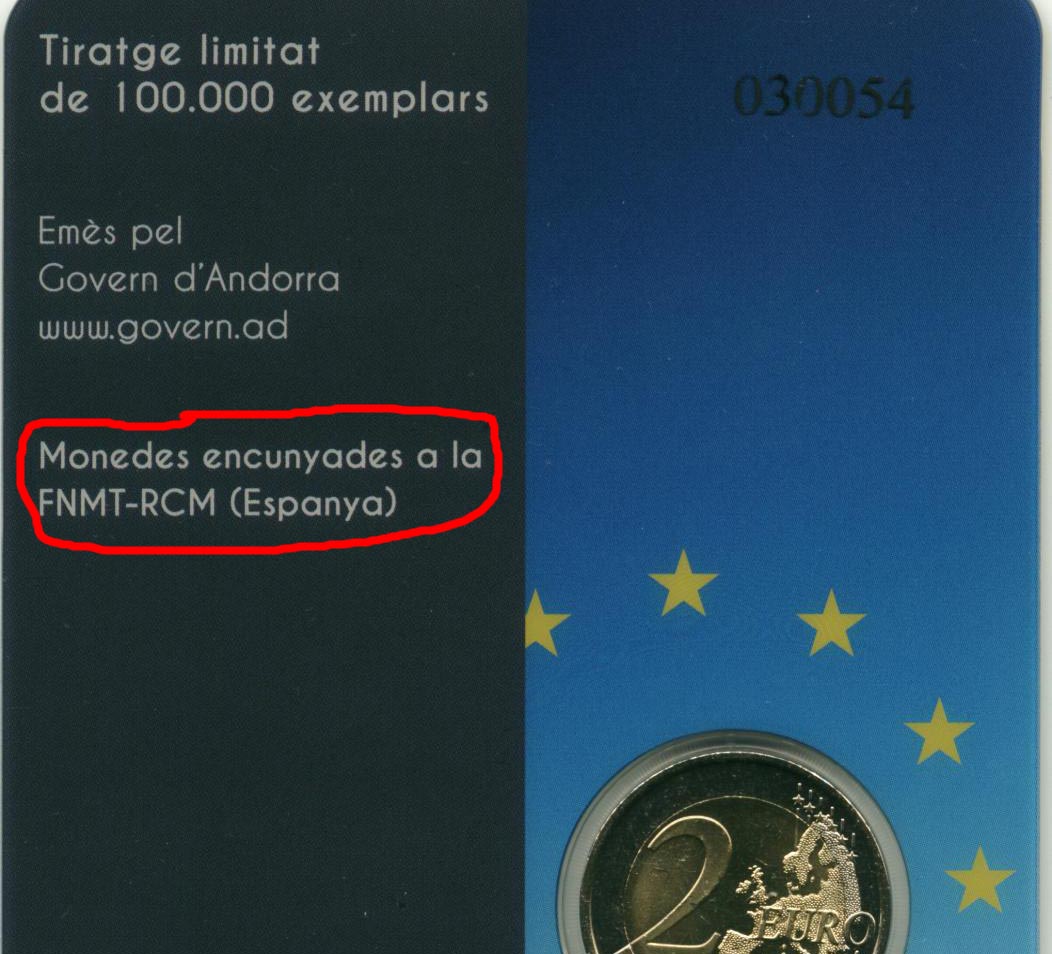 Tiratge limitat
de 100.000 exemplars
030054
Emès pel
Govern d'Andorra
www.govern.ad
Monedes encunyades a la
FNMT-RCM (Espanya)
2
EURO